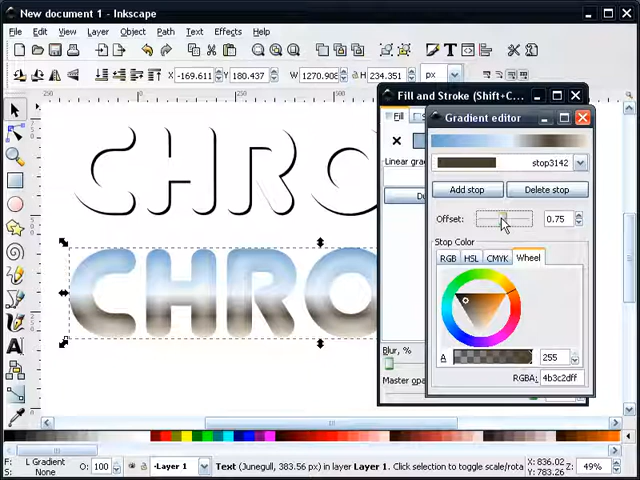 New document 1 - Inkscape
File Edit View Layer Object Path Text Effects Help
X -169.611 Y 180.437 W 1270.908 H 234.351 px
Fill and Stroke (Shift+C...
Fill
Gradient editor
Linear gra
stop3142
Add stop Delete stop
Offset: 0.75
Stop Color
RGB HSL CMYK Wheel
A 255
RGBA: 4b3c2dff
Blur, %
Master opa
CHRO
CHRO
F: L Gradient
S: None
O: 100
Layer 1
Text (Junegull, 383.56 px) in layer Layer 1. Click selection to toggle scale/rota
X: 836.02
Y: 783.26
Z: 49%